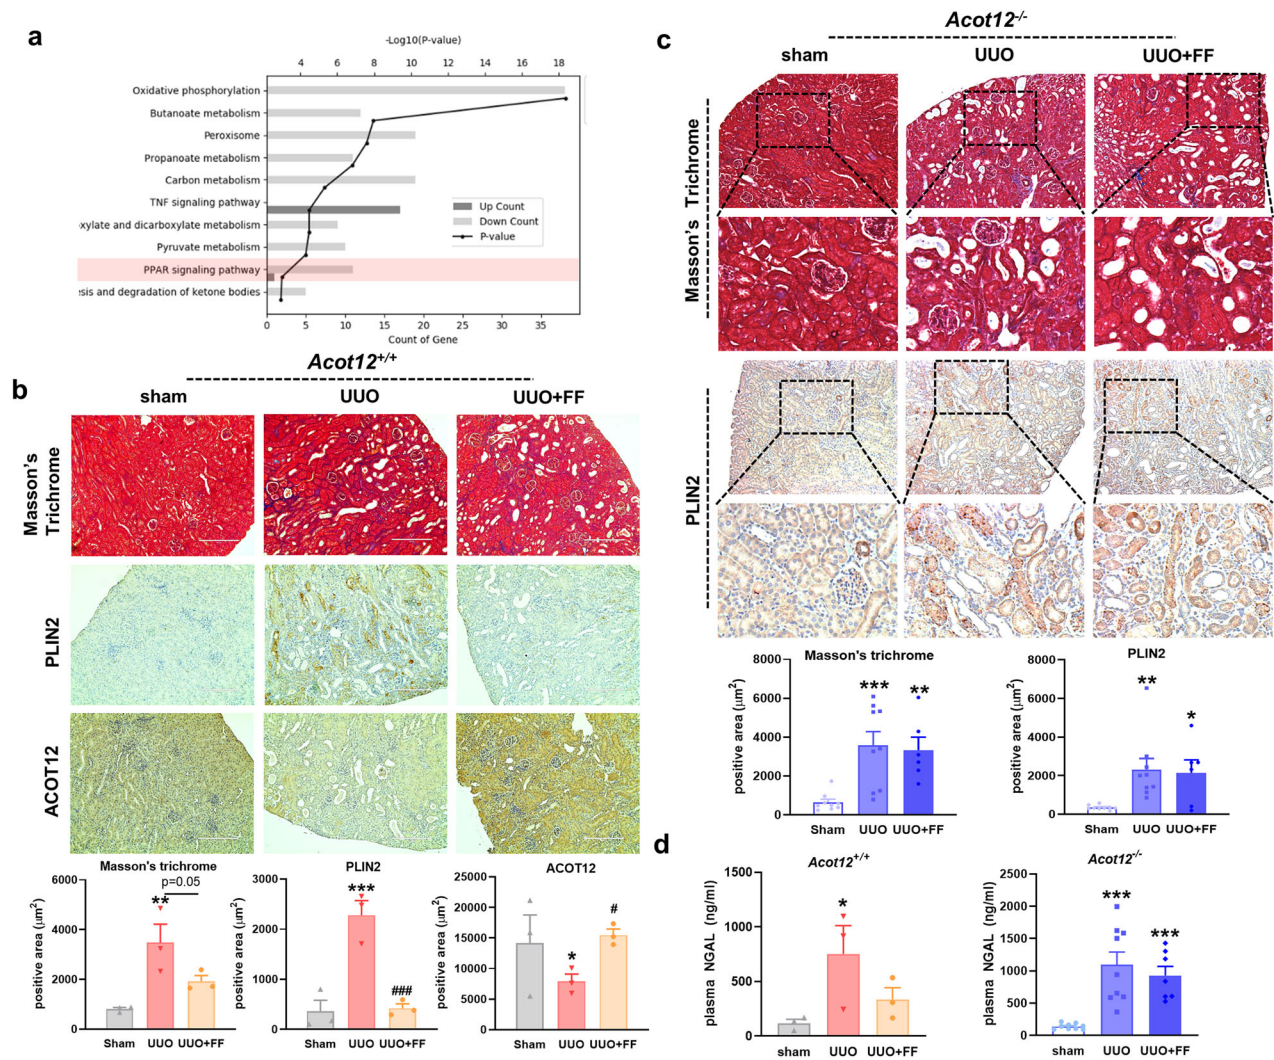 a
-Log10(P-value)
4 6 8 10 12 14 16 18
Oxidative phosphorylation
Butanoate metabolism
Peroxisome
Propanoate metabolism
Carbon metabolism
TNF signaling pathway
xylate and dicarboxylate metabolism
Pyruvate metabolism
PPAR signaling pathway
sis and degradation of ketone bodies
Up Count
Down Count
P-value
0 5 10 15 20 25 30 35
Count of Gene
b
Acot12+/+
sham UUO UUO+FF
Masson's
Trichrome
PLIN2
ACOT12
Masson's trichrome
positive area (μm2)
6000
4000
2000
0
**
p=0.05
Sham UUO UUO+FF
PLIN2
positive area (μm2)
3000
2000
1000
0
***
###
Sham UUO UUO+FF
ACOT12
positive area (μm2)
25000
20000
15000
10000
5000
0
*
#
Sham UUO UUO+FF
c
Acot12-/-
sham UUO UUO+FF
Masson's Trichrome
PLIN2
Masson's trichrome
positive area (μm2)
8000
6000
4000
2000
0
***
**
Sham UUO UUO+FF
PLIN2
positive area (μm2)
8000
6000
4000
2000
0
**
*
Sham UUO UUO+FF
d
Acot12+/+
plasma NGAL (ng/ml)
1500
1000
500
0
*
sham UUO UUO+FF
Acot12-/-
plasma NGAL (ng/ml)
2500
2000
1500
1000
500
0
***
***
sham UUO UUO+FF